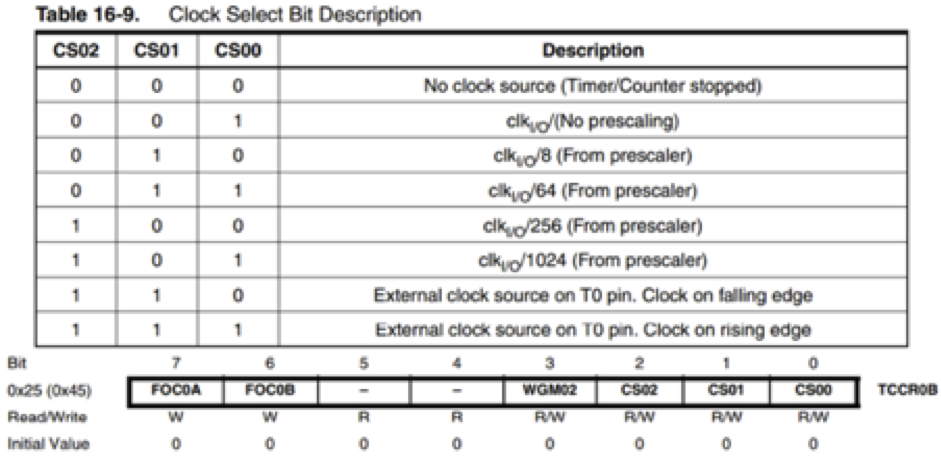 Table 16-9. Clock Select Bit Description
CS02 CS01 CS00 Description
0 0 0 No clock source (Timer/Counter stopped)
0 0 1 clkI/O/(No prescaling)
0 1 0 clkI/O/8 (From prescaler)
0 1 1 clkI/O/64 (From prescaler)
1 0 0 clkI/O/256 (From prescaler)
1 0 1 clkI/O/1024 (From prescaler)
1 1 0 External clock source on T0 pin. Clock on falling edge
1 1 1 External clock source on T0 pin. Clock on rising edge
Bit 7 6 5 4 3 2 1 0
0x25 (0x45) FOC0A FOC0B – – WGM02 CS02 CS01 CS00 TCCR0B
Read/Write W W R R R/W R/W R/W R/W
Initial Value 0 0 0 0 0 0 0 0